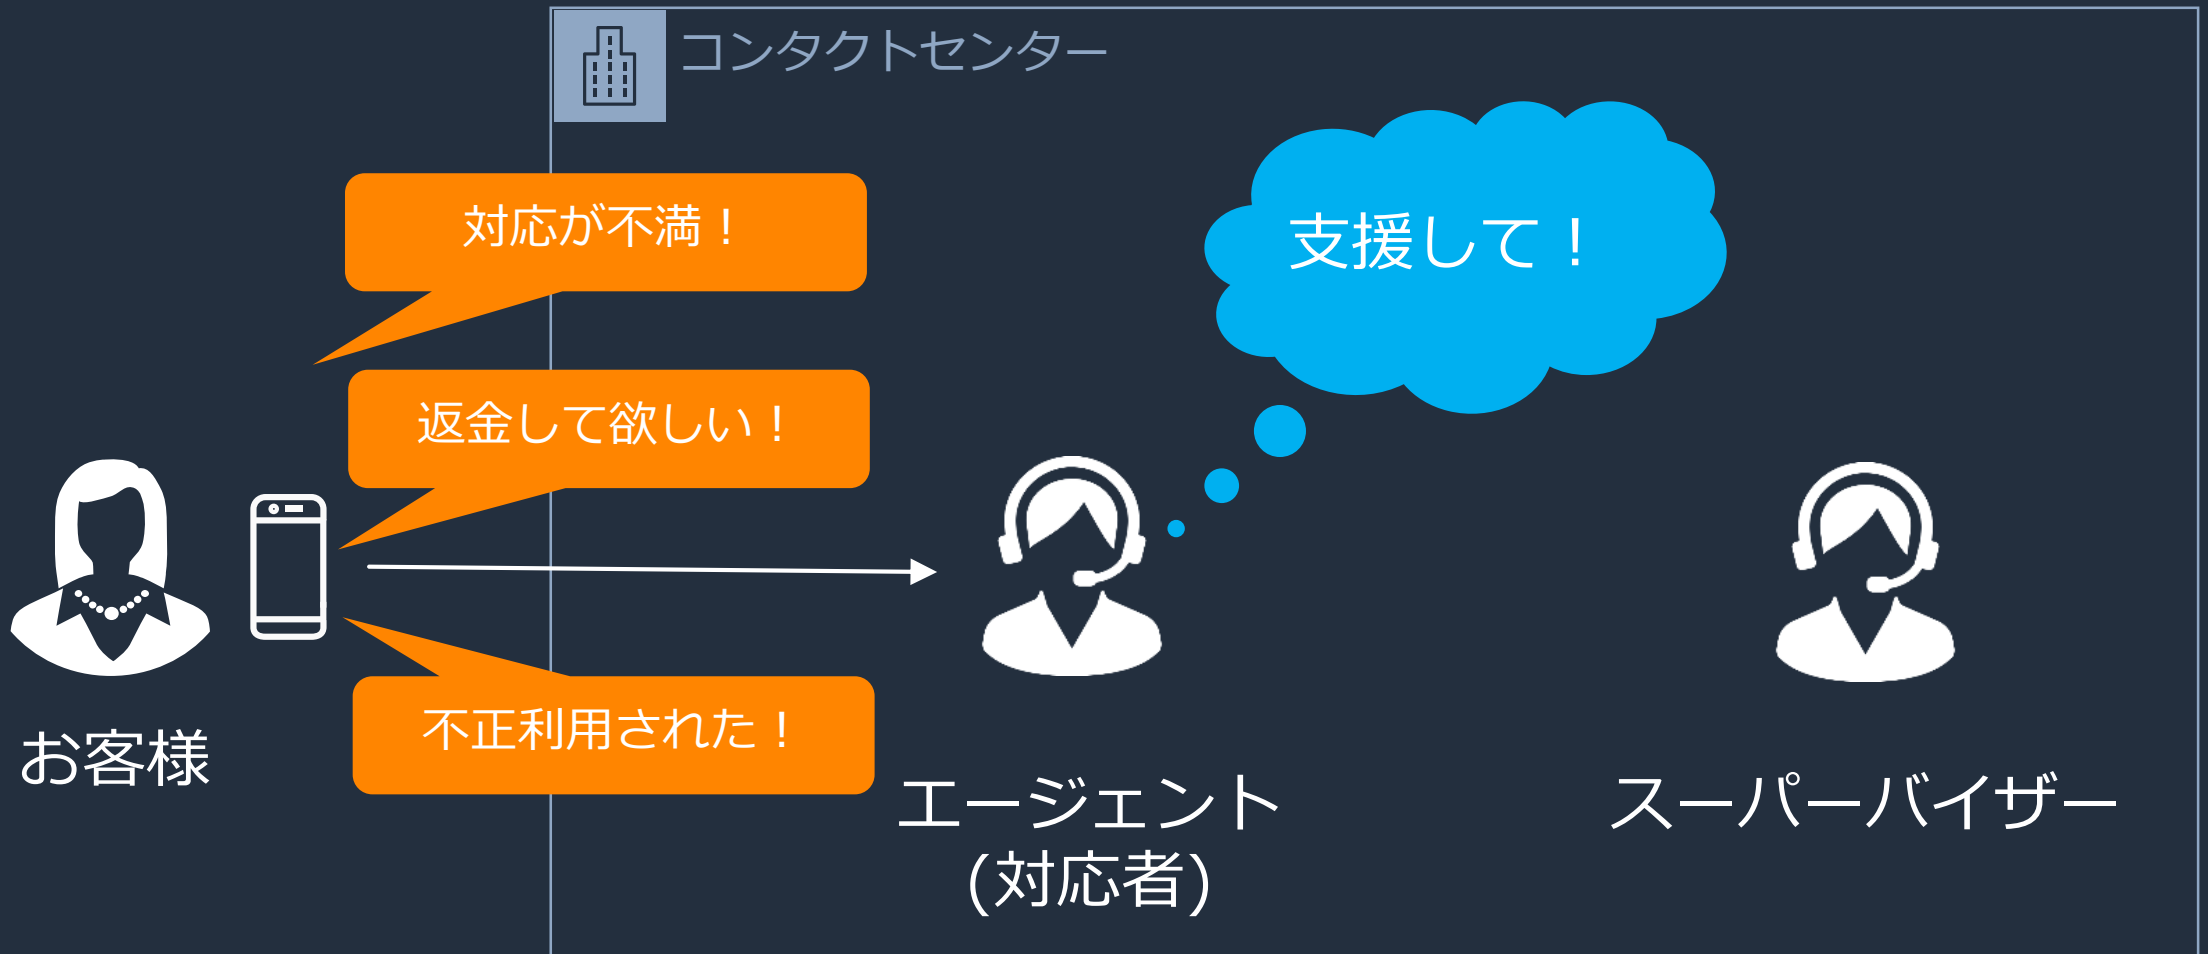 コンタクトセンター
対応が不満！
支援して！
返金して欲しい！
不正利用された！
お客様
エージェント
(対応者)
スーパーバイザー